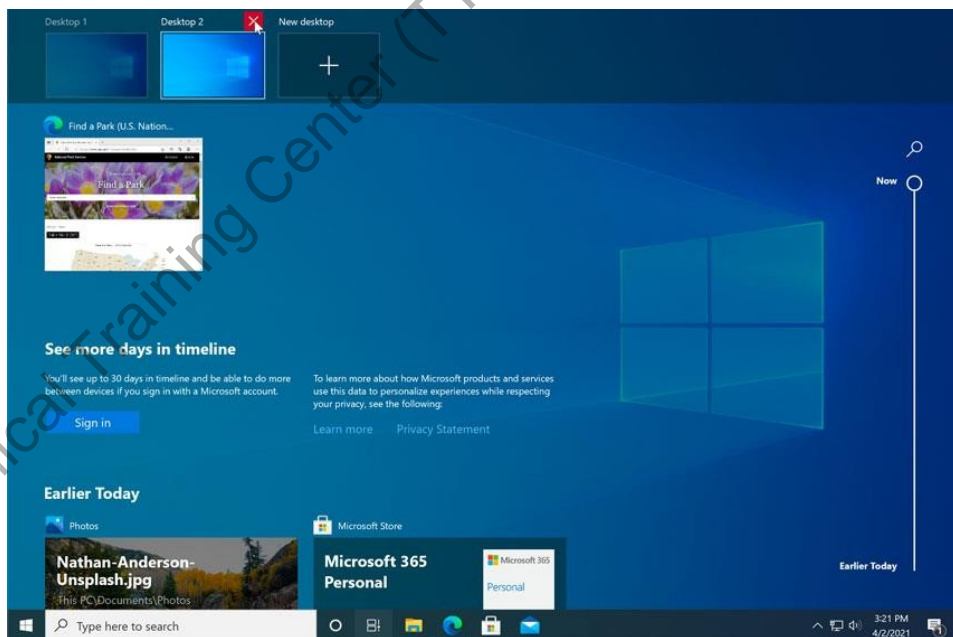 Desktop 1
Desktop 2
New desktop
Find a Park (U.S. Nation...
Find a Park
Now
See more days in timeline
You'll see up to 30 days in timeline and be able to do more
between devices if you sign in with a Microsoft account.
Sign in
To learn more about how Microsoft products and services
use this data to personalize experiences while respecting
your privacy, see the following:
Learn more
Privacy Statement
Earlier Today
Photos
Nathan-Anderson-
Unsplash.jpg
This PC\Documents\Photos
Microsoft Store
Microsoft 365
Personal
Microsoft 365
Personal
Earlier Today
Type here to search
3:21 PM
4/2/2021
ical Training Center (T